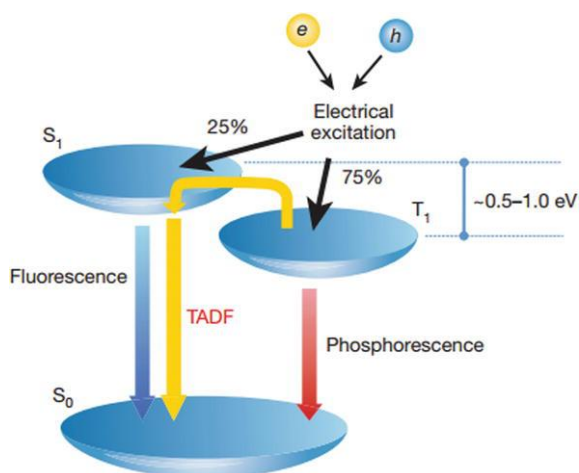 e
h
Electrical
excitation
25%
S₁
75%
~0.5–1.0 eV
T₁
Fluorescence
TADF
Phosphorescence
S₀